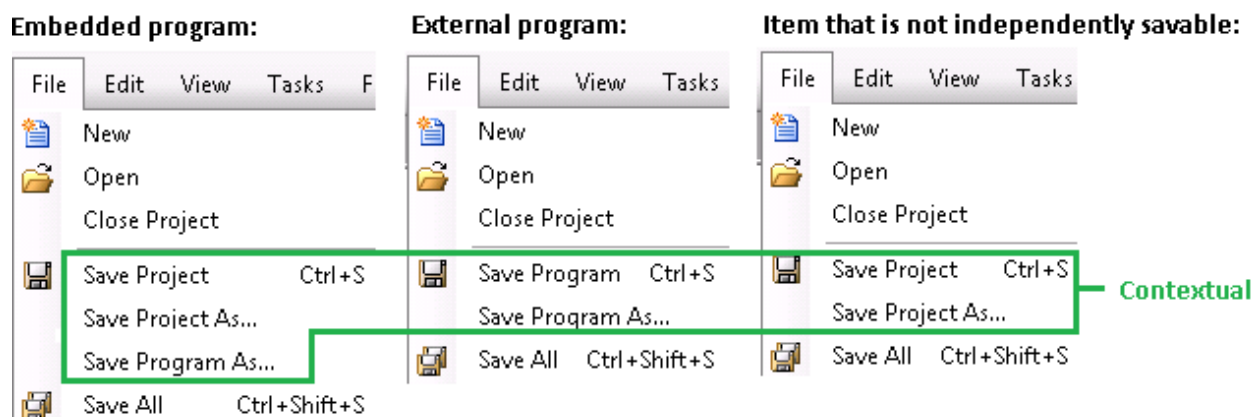 Embedded program:
File Edit View Tasks F
New
Open
Close Project
Save Project Ctrl+S
Save Project As...
Save Program As...
Save All Ctrl+Shift+S
External program:
File Edit View Tasks
New
Open
Close Project
Save Program Ctrl+S
Save Program As...
Save All Ctrl+Shift+S
Item that is not independently savable:
File Edit View Tasks
New
Open
Close Project
Save Project Ctrl+S
Save Project As...
Save All Ctrl+Shift+S
Contextual